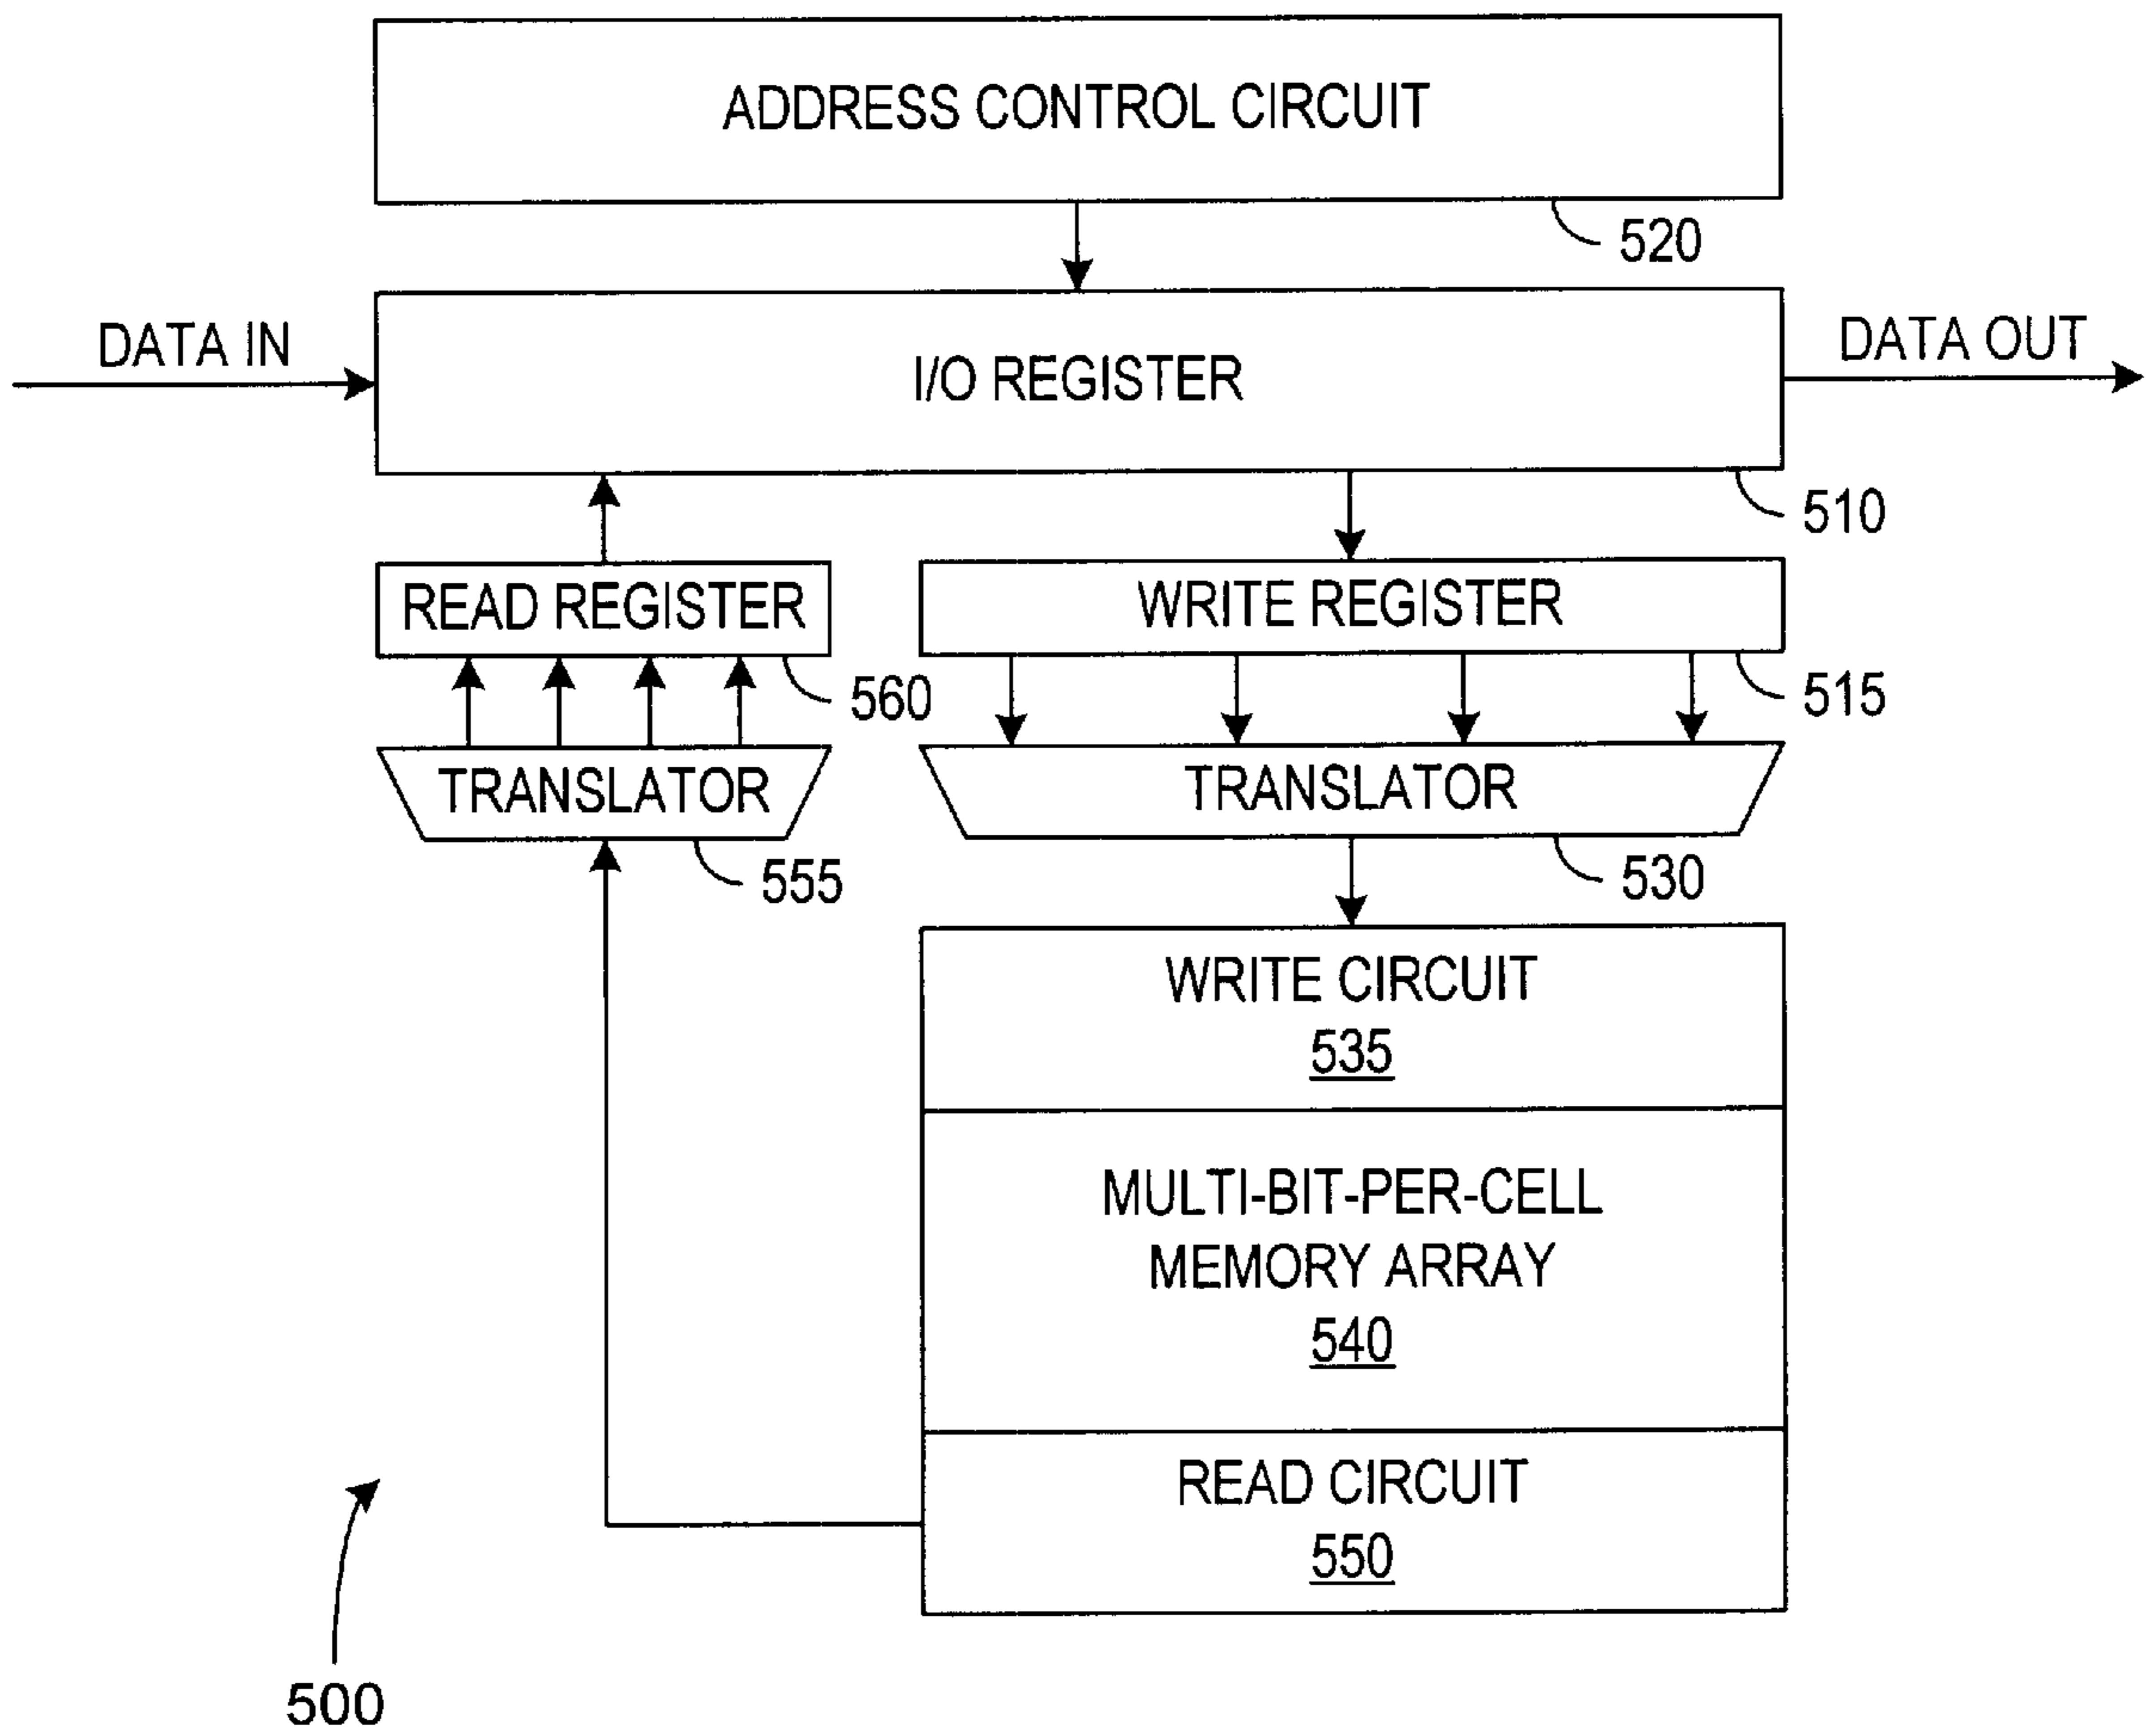 ADDRESS CONTROL CIRCUIT
520
DATA IN
I/O REGISTER
DATA OUT
510
READ REGISTER
WRITE REGISTER
560
515
TRANSLATOR
TRANSLATOR
555
530
WRITE CIRCUIT
535
MULTI-BIT-PER-CELL
MEMORY ARRAY
540
READ CIRCUIT
550
500